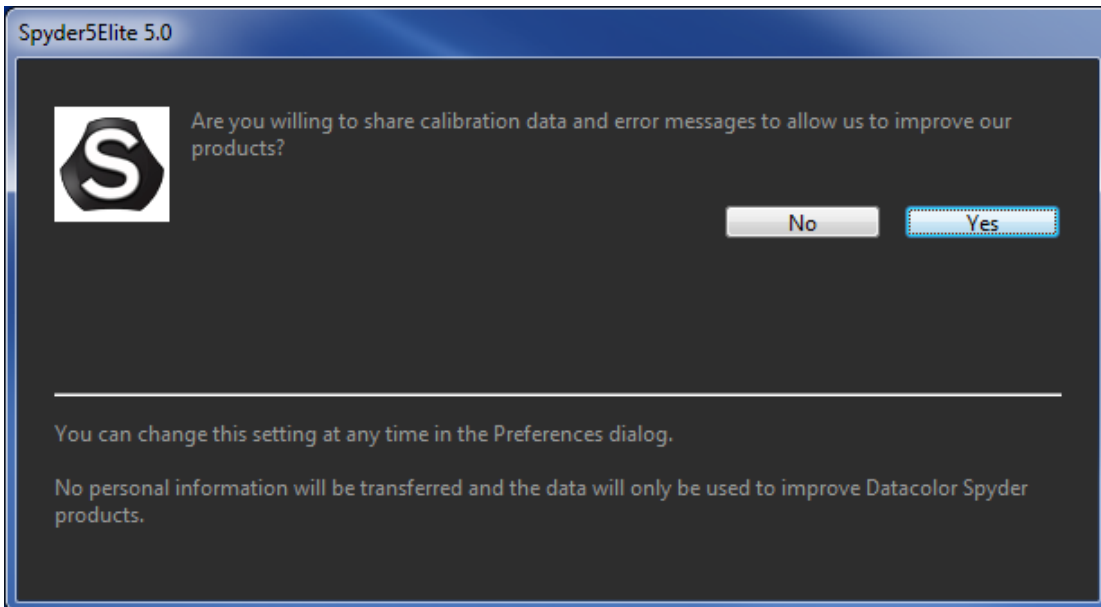 Spyder5Elite 5.0
S
Are you willing to share calibration data and error messages to allow us to improve our
products?
No
Yes
You can change this setting at any time in the Preferences dialog.
No personal information will be transferred and the data will only be used to improve Datacolor Spyder
products.